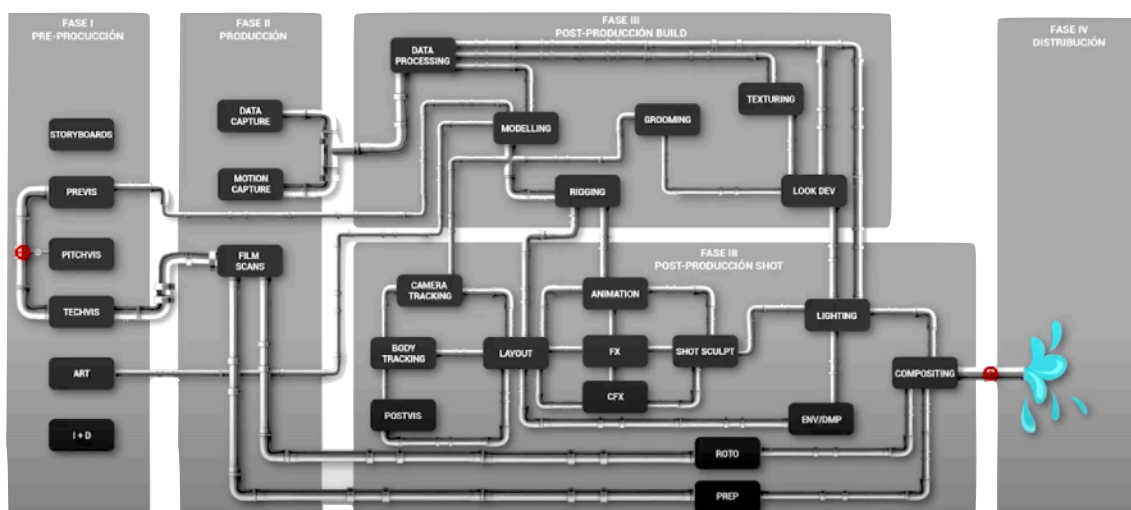 FASE I
PRE-PROCUCCIÓN
STORYBOARDS
PREVIS
PITCHVIS
TECHVIS
ART
I + D
FASE II
PRODUCCIÓN
DATA
CAPTURE
MOTION
CAPTURE
FILM
SCANS
FASE III
POST-PRODUCCIÓN BUILD
DATA
PROCESSING
MODELLING
GROOMING
TEXTURING
RIGGING
LOOK DEV
FASE III
POST-PRODUCCIÓN SHOT
CAMERA
TRACKING
ANIMATION
LIGHTING
BODY
TRACKING
LAYOUT
FX
SHOT SCULPT
COMPOSITING
CFX
POSTVIS
ENV/DMP
ROTO
PREP
FASE IV
DISTRIBUCIÓN